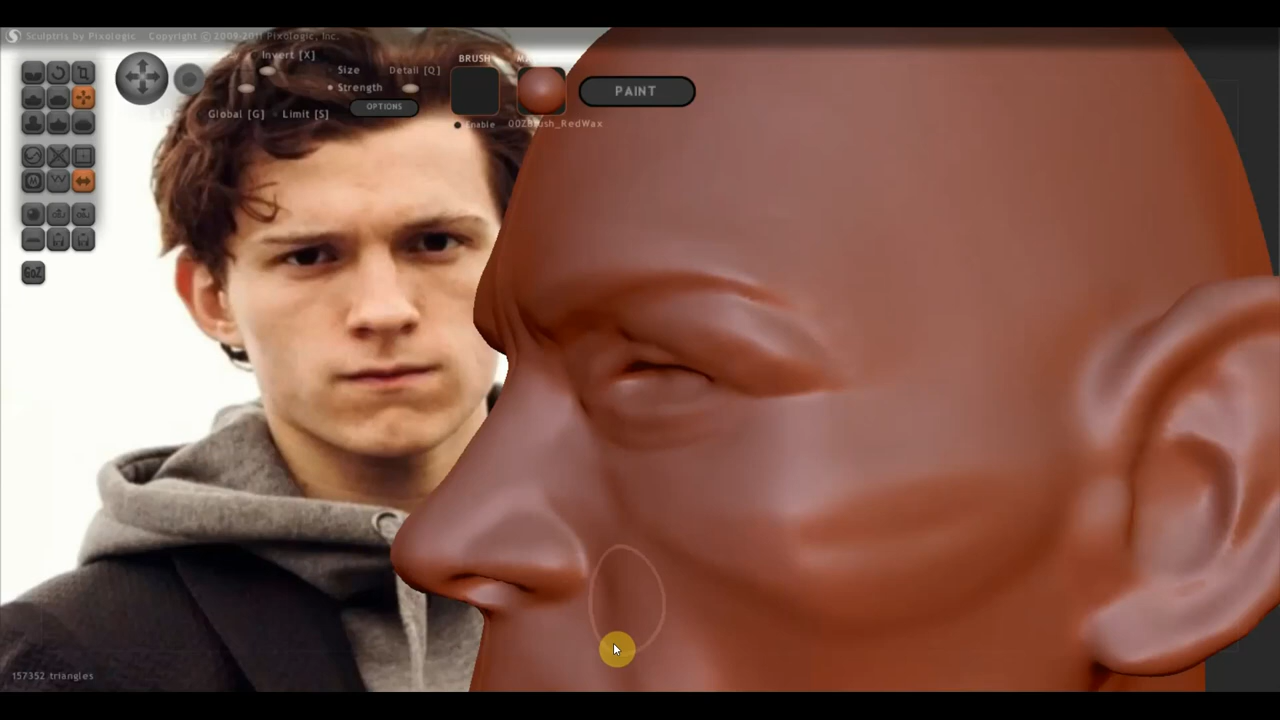 Sculptris by Pixologic Copyright © 2009-2011 Pixologic, Inc.
Invert [X]
BRUSH
Size Detail [Q]
Strength
PAINT
OPTIONS
Global [G] Limit [S]
Enable 00ZBrush_RedWax
GoZ
157352 triangles